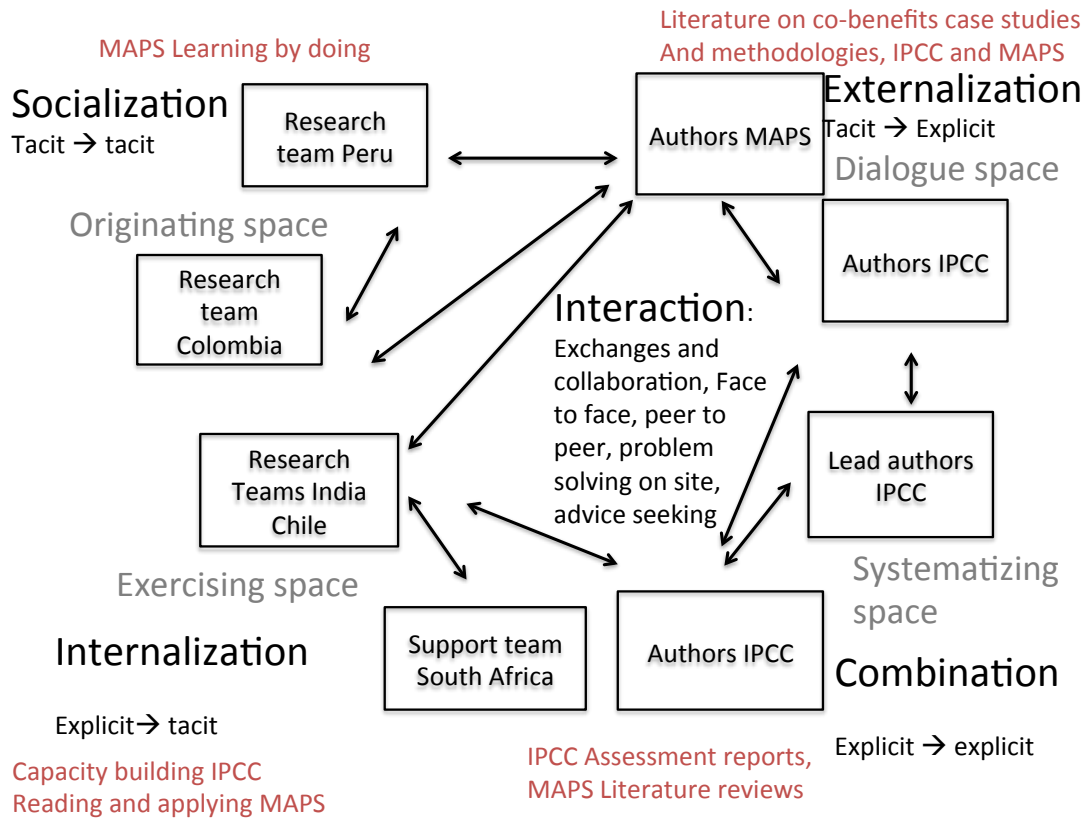 MAPS Learning by doing
Literature on co-benefits case studies
And methodologies, IPCC and MAPS
Socialization
Tacit → tacit
Research
team Peru
Authors MAPS
Externalization
Tacit → Explicit
Dialogue space
Originating space
Research
team
Colombia
Authors IPCC
Interaction:
Exchanges and
collaboration, Face
to face, peer to
peer, problem
solving on site,
advice seeking
Research
Teams India
Chile
Lead authors
IPCC
Exercising space
Systematizing
space
Internalization
Support team
South Africa
Authors IPCC
Combination
Explicit→ tacit
Explicit → explicit
Capacity building IPCC
Reading and applying MAPS
IPCC Assessment reports,
MAPS Literature reviews